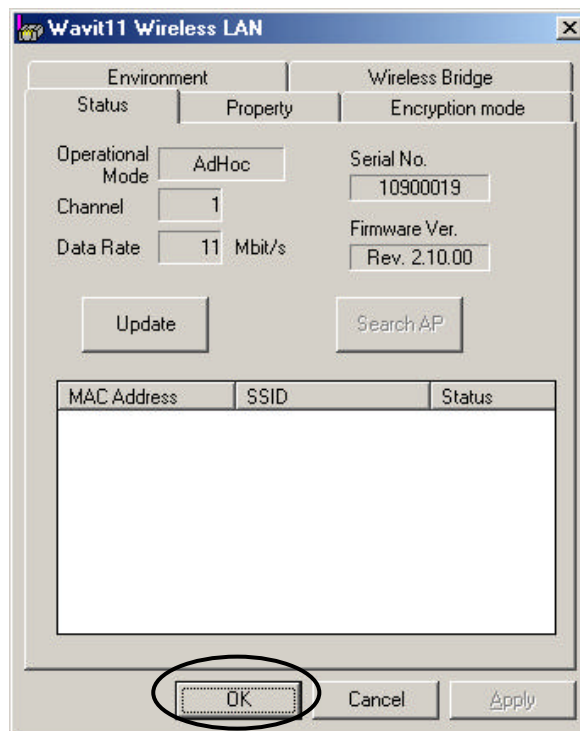 Wavit11 Wireless LAN
Environment Wireless Bridge
Status Property Encryption mode
Operational Mode AdHoc
Channel 1
Data Rate 11 Mbit/s
Serial No.
10900019
Firmware Ver.
Rev. 2.10.00
Update Search AP
MAC Address SSID Status
OK Cancel Apply